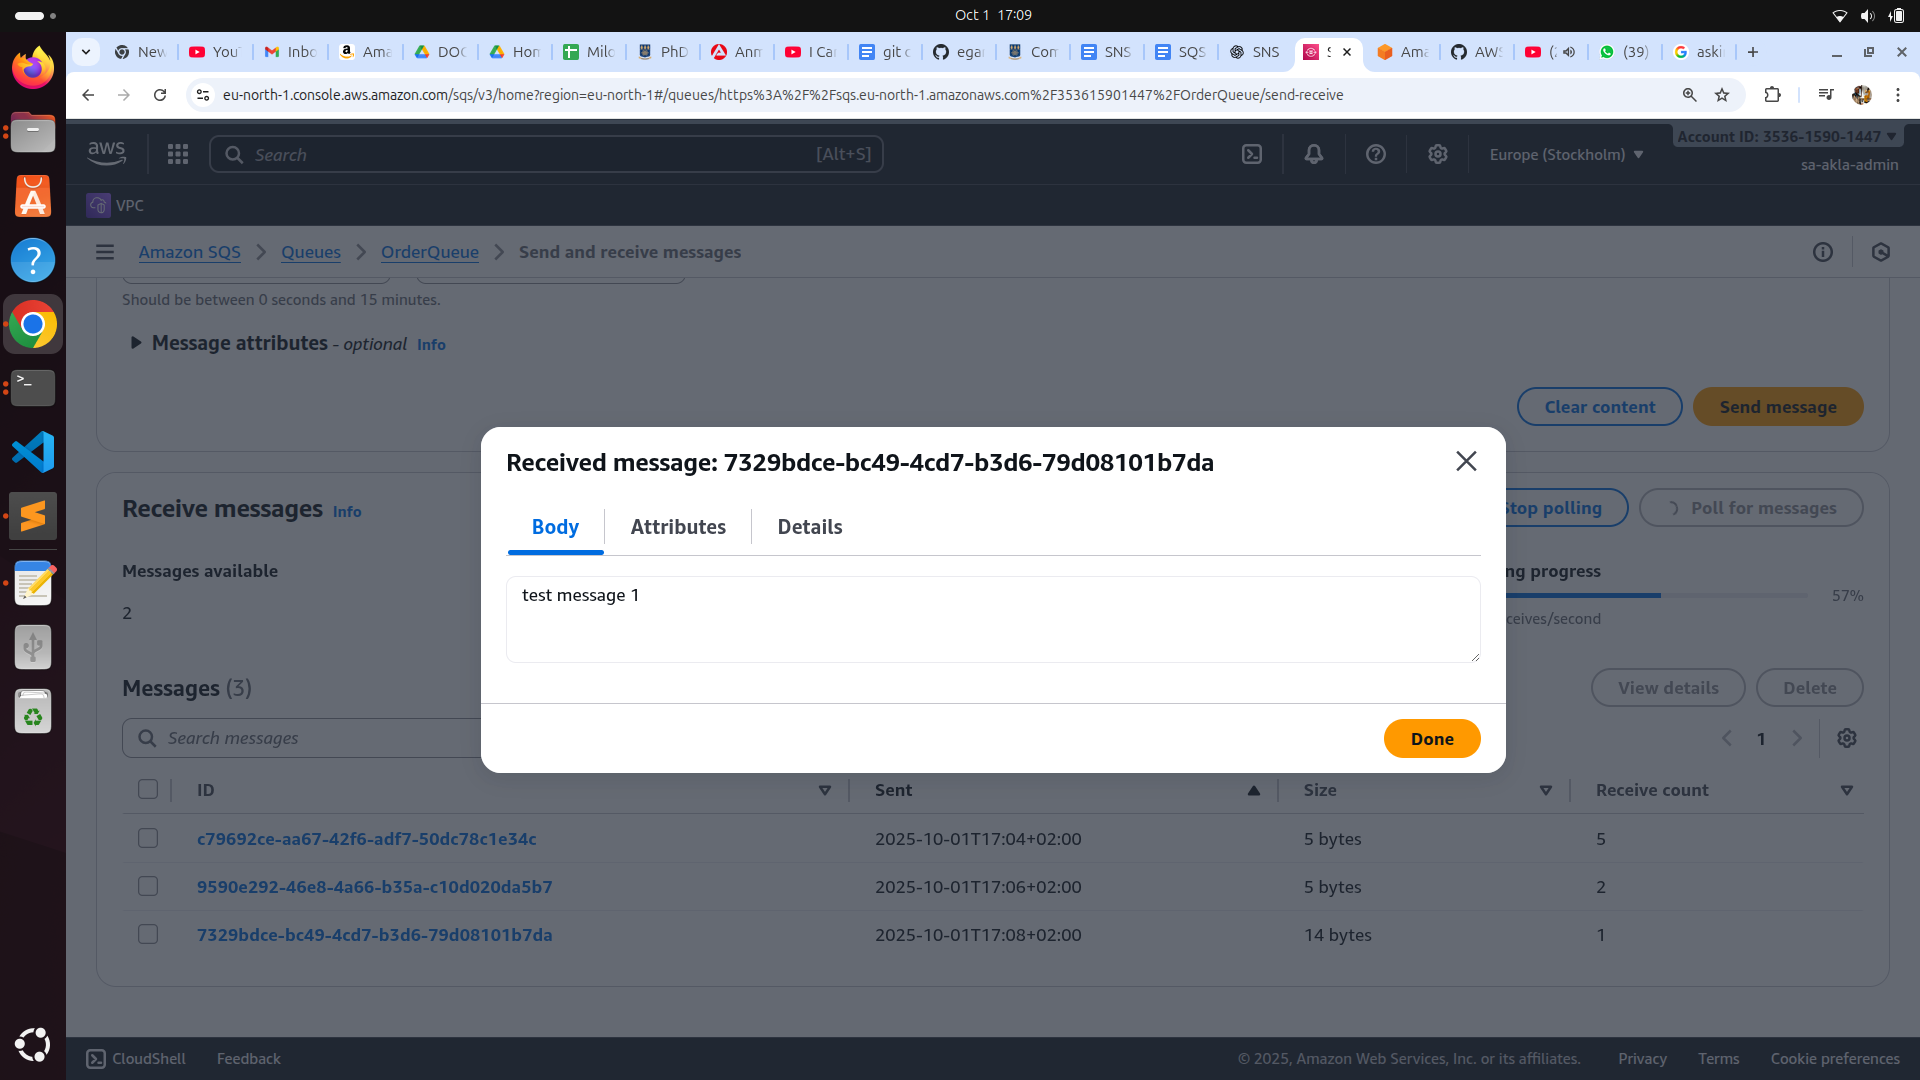 Oct 1 17:09
New
You
Inbo
Ama
DOC
Hon
Milo
PhD
Ann
I Ca
git c
ega
Com
SNS
SQS
SNS
S
Ama
AWS
(2
(39)
aski
eu-north-1.console.aws.amazon.com/sqs/v3/home?region=eu-north-1#/queues/https%3A%2F%2Fsqs.eu-north-1.amazonaws.com%2F353615901447%2FOrderQueue/send-receive
aws
Search
[Alt+S]
Europe (Stockholm)
Account ID: 3536-1590-1447
sa-akla-admin
VPC
Amazon SQS
Queues
OrderQueue
Send and receive messages
Should be between 0 seconds and 15 minutes.
Message attributes - optional Info
Clear content
Send message
Receive messages Info
Stop polling
Poll for messages
Messages available
2
ng progress
57%
ceives/second
Messages (3)
View details
Delete
Search messages
1
Received message: 7329bdce-bc49-4cd7-b3d6-79d08101b7da
Body
Attributes
Details
test message 1
Done
ID
Sent
Size
Receive count
c79692ce-aa67-42f6-adf7-50dc78c1e34c
2025-10-01T17:04+02:00
5 bytes
5
9590e292-46e8-4a66-b35a-c10d020da5b7
2025-10-01T17:06+02:00
5 bytes
2
7329bdce-bc49-4cd7-b3d6-79d08101b7da
2025-10-01T17:08+02:00
14 bytes
1
CloudShell
Feedback
© 2025, Amazon Web Services, Inc. or its affiliates.
Privacy
Terms
Cookie preferences